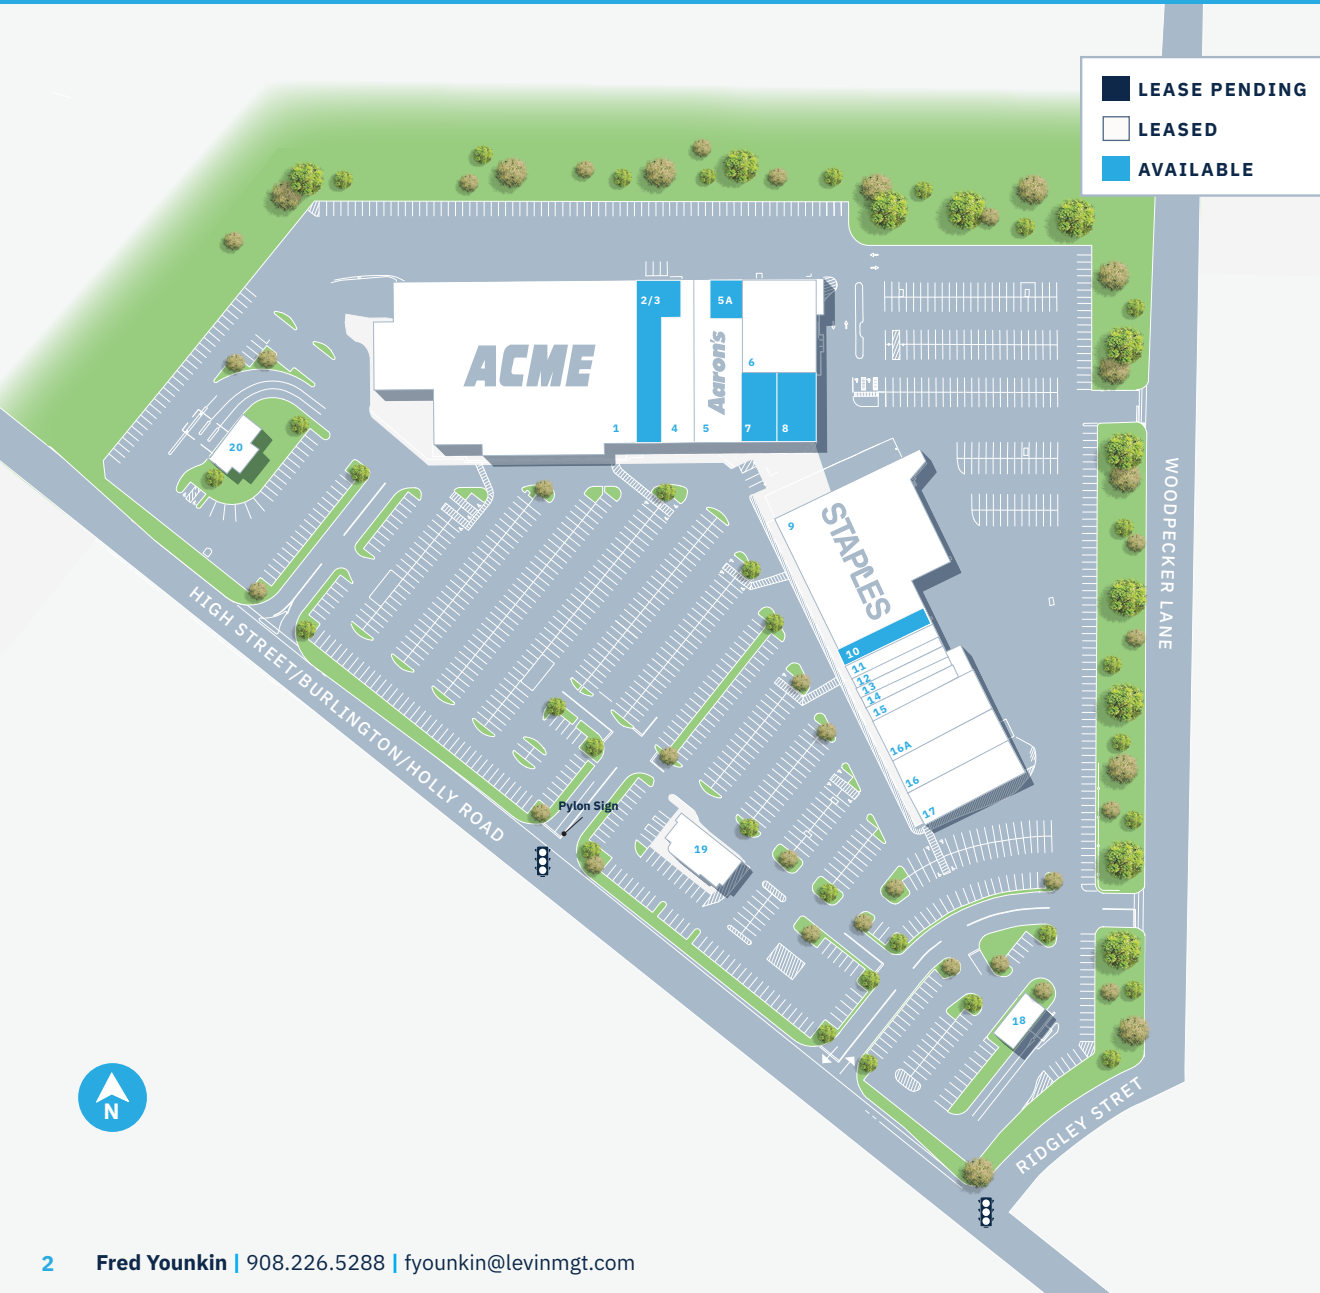 LEASE PENDING
LEASED
AVAILABLE
2/3
5A
ACME
Aaron's
6
1
4
5
7
8
20
9
STAPLES
10
11
12
13
14
15
16A
16
17
WOODPECKER LANE
HIGH STREET/BURLINGTON/HOLLY ROAD
Pylon Sign
19
18
RIDGLEY STRET
N
2 Fred Younkin | 908.226.5288 | fyounkin@levinmgt.com